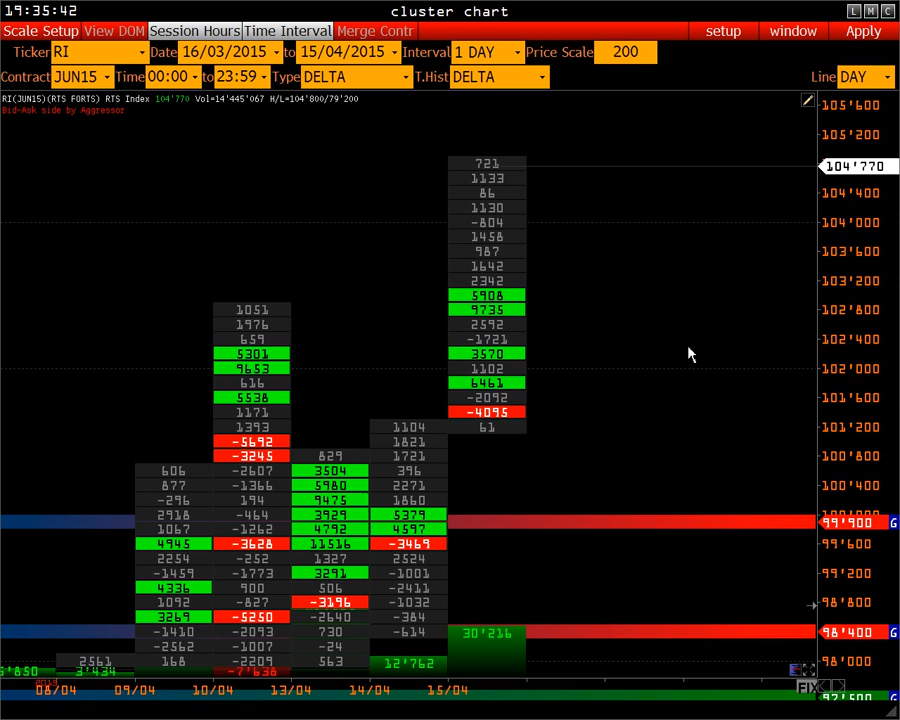 19:35:42 cluster chart L M C
Scale Setup View DOM Session Hours Time Interval Merge Contr setup window Apply
Ticker RI Date 16/03/2015 to 15/04/2015 Interval 1 DAY Price Scale 200
Contract JUN15 Time 00:00 to 23:59 Type DELTA T.Hist DELTA Line DAY
RI(JUN15)(RTS FORTS) RTS Index 104'770 Vol=14'445'067 H/L=104'800/79'200
Bid-Ask side by Aggressor
105'600
105'200
721 104'770
1133
86 104'400
1130
-804 104'000
1458
987 103'600
1642
2342 103'200
5908
1051 9735 102'800
1976 2592
659 -1721 102'400
5301 3570
9653 1102 102'000
616 6461
5538 -2092 101'600
1171 -4095
1393 1104 61 101'200
-5692 1821
-3245 829 1721 100'800
606 -2607 3504 396
877 -1366 5980 2271 100'400
-296 194 9475 1860
2918 -464 3929 5379
1067 -1262 4792 4597 99'900 G
4945 -3628 11516 -3469 99'600
2254 -252 1327 2524
-1459 -1773 3291 -1001 99'200
4336 900 506 -2411
1092 -827 -3196 -1032 98'800
3269 -5250 -2640 -384
-1410 -2093 730 -614 30'216 98'400 G
-2562 -1007 -24
2561 168 -2209 563 12'762 98'000
5'850 3'434 -7'638
2015
08/04 09/04 10/04 13/04 14/04 15/04 FIX
97'500 G